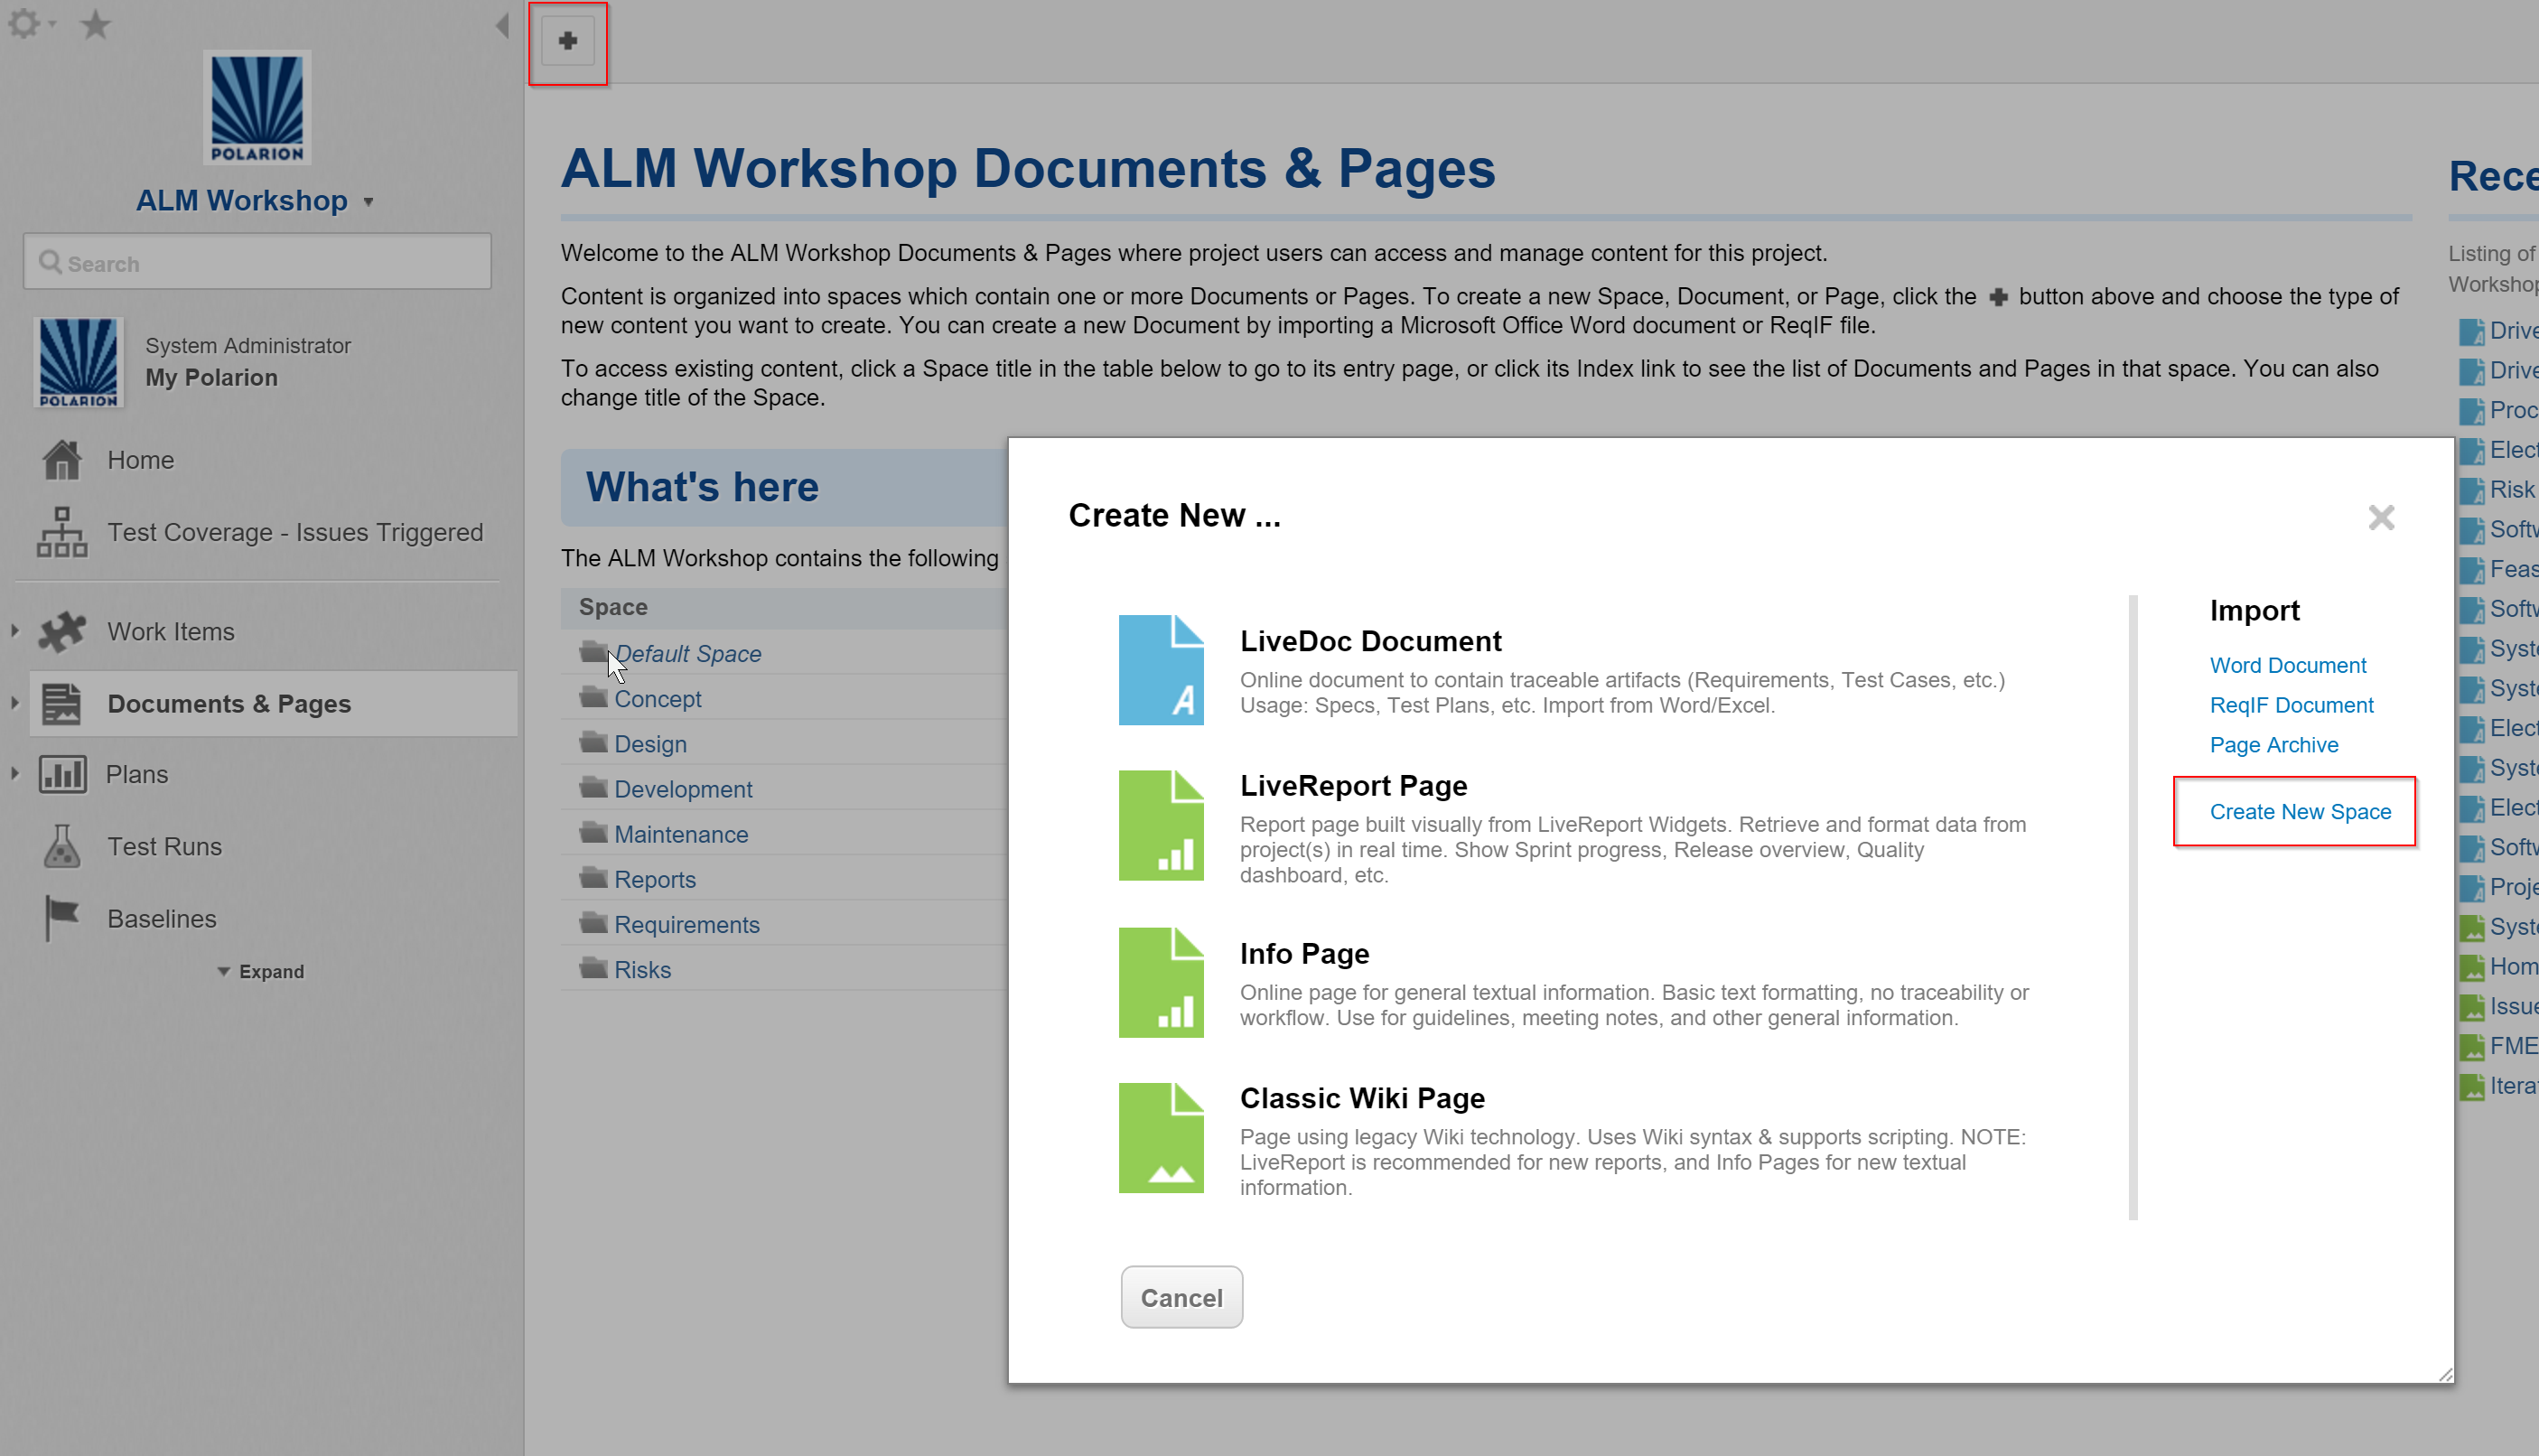 POLARION
ALM Workshop
Search
POLARION
System Administrator
My Polarion
Home
Test Coverage - Issues Triggered
Work Items
Documents & Pages
Plans
Test Runs
Baselines
Expand
ALM Workshop Documents & Pages
Welcome to the ALM Workshop Documents & Pages where project users can access and manage content for this project.
Content is organized into spaces which contain one or more Documents or Pages. To create a new Space, Document, or Page, click the button above and choose the type of
new content you want to create. You can create a new Document by importing a Microsoft Office Word document or ReqIF file.
To access existing content, click a Space title in the table below to go to its entry page, or click its Index link to see the list of Documents and Pages in that space. You can also
change title of the Space.
What's here
The ALM Workshop contains the following
Space
Default Space
Concept
Design
Development
Maintenance
Reports
Requirements
Risks
Create New ...
LiveDoc Document
Online document to contain traceable artifacts (Requirements, Test Cases, etc.)
Usage: Specs, Test Plans, etc. Import from Word/Excel.
LiveReport Page
Report page built visually from LiveReport Widgets. Retrieve and format data from
project(s) in real time. Show Sprint progress, Release overview, Quality
dashboard, etc.
Info Page
Online page for general textual information. Basic text formatting, no traceability or
workflow. Use for guidelines, meeting notes, and other general information.
Classic Wiki Page
Page using legacy Wiki technology. Uses Wiki syntax & supports scripting. NOTE:
LiveReport is recommended for new reports, and Info Pages for new textual
information.
Cancel
Import
Word Document
ReqIF Document
Page Archive
Create New Space
Rece
Listing of
Workshop
Drive
Drive
Proc
Elect
Risk
Softw
Feas
Softw
Syste
Syste
Elect
Syste
Elect
Softw
Proje
Syste
Hom
Issue
FME
Itera